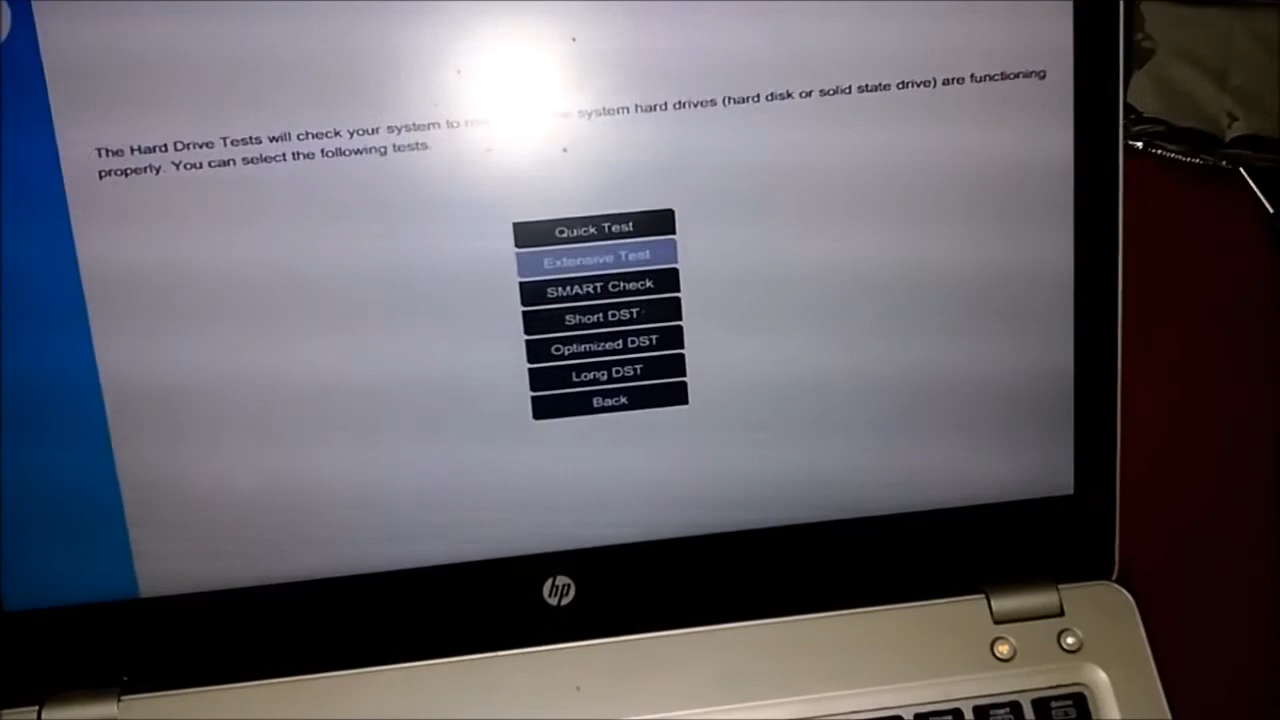 The Hard Drive Tests will check your system to system hard drives (hard disk or solid state drive) are functioning
properly. You can select the following tests.
Quick Test
Extensive Test
SMART Check
Short DST
Optimized DST
Long DST
Back
hp